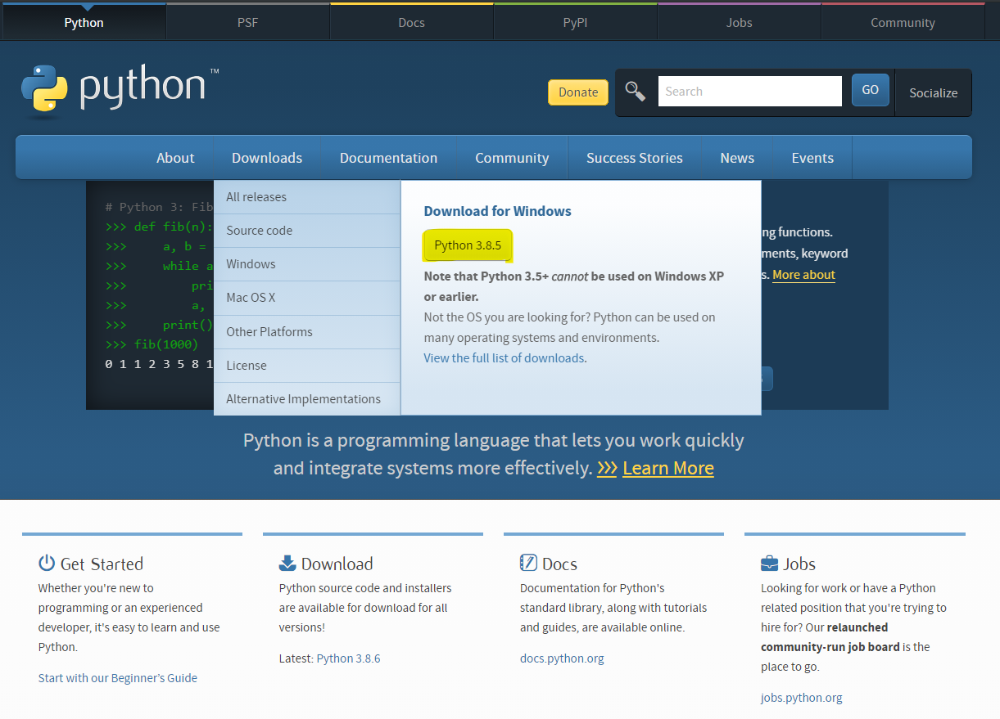 Python
PSF
Docs
PyPI
Jobs
Community
python™
Donate
Search
GO
Socialize
About
Downloads
Documentation
Community
Success Stories
News
Events
# Python 3: Fib
>>> def fib(n):
>>> a, b =
>>> while a
>>> pri
>>> a,
>>> print()
>>> fib(1000)
0 1 1 2 3 5 8 1
All releases
Source code
Windows
Mac OS X
Other Platforms
License
Alternative Implementations
Download for Windows
Python 3.8.5
Note that Python 3.5+ cannot be used on Windows XP
or earlier.
Not the OS you are looking for? Python can be used on
many operating systems and environments.
View the full list of downloads.
ng functions.
ments, keyword
s. More about
Python is a programming language that lets you work quickly
and integrate systems more effectively. >>> Learn More
Get Started
Whether you're new to
programming or an experienced
developer, it's easy to learn and use
Python.
Start with our Beginner’s Guide
Download
Python source code and installers
are available for download for all
versions!
Latest: Python 3.8.6
Docs
Documentation for Python's
standard library, along with tutorials
and guides, are available online.
docs.python.org
Jobs
Looking for work or have a Python
related position that you're trying to
hire for? Our relaunched
community-run job board is the
place to go.
jobs.python.org